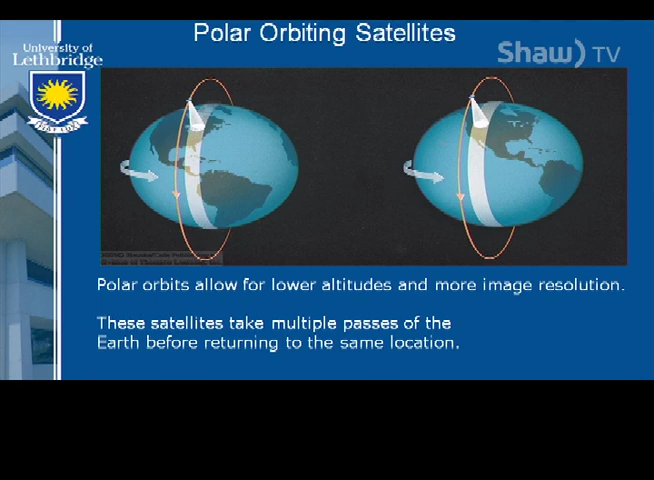 Polar Orbiting Satellites
University of
Lethbridge
Shaw) TV
Polar orbits allow for lower altitudes and more image resolution.
These satellites take multiple passes of the
Earth before returning to the same location.